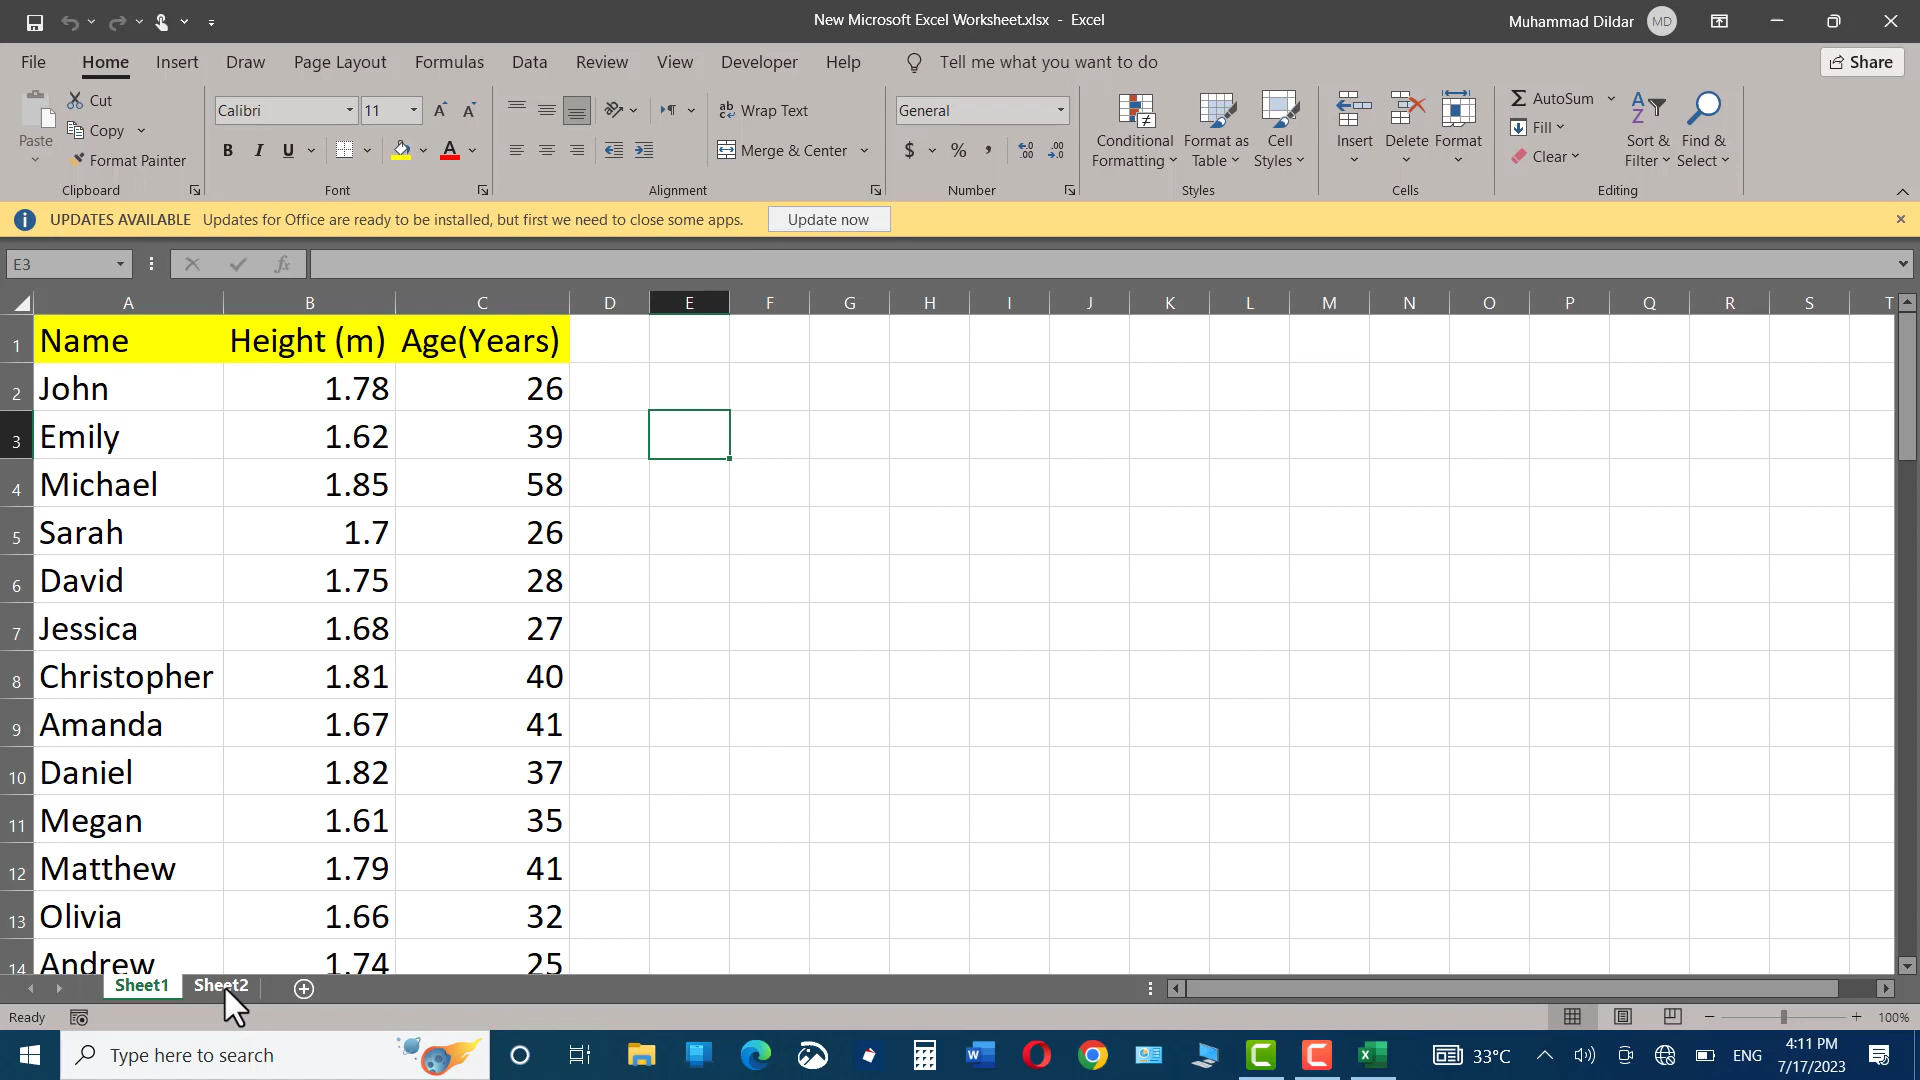 New Microsoft Excel Worksheet.xlsx - Excel
Muhammad Dildar MD
File Home Insert Draw Page Layout Formulas Data Review View Developer Help Tell me what you want to do Share
Paste Cut
Copy
Format Painter
Clipboard
Calibri 11
B I U A
Font
Wrap Text
Merge & Center
Alignment
General
$ % ,
Number
Conditional Formatting
Format as Table
Cell Styles
Styles
Insert Delete Format
Cells
AutoSum
Fill
Clear
Sort & Filter
Find & Select
Editing
UPDATES AVAILABLE Updates for Office are ready to be installed, but first we need to close some apps. Update now
E3 fx
A B C D E F G H I J K L M N O P Q R S T
1 Name Height (m) Age(Years)
2 John 1.78 26
3 Emily 1.62 39
4 Michael 1.85 58
5 Sarah 1.7 26
6 David 1.75 28
7 Jessica 1.68 27
8 Christopher 1.81 40
9 Amanda 1.67 41
10 Daniel 1.82 37
11 Megan 1.61 35
12 Matthew 1.79 41
13 Olivia 1.66 32
14 Andrew 1.74 25
Sheet1 Sheet2
Ready 100%
Type here to search
33°C ENG
4:11 PM
7/17/2023